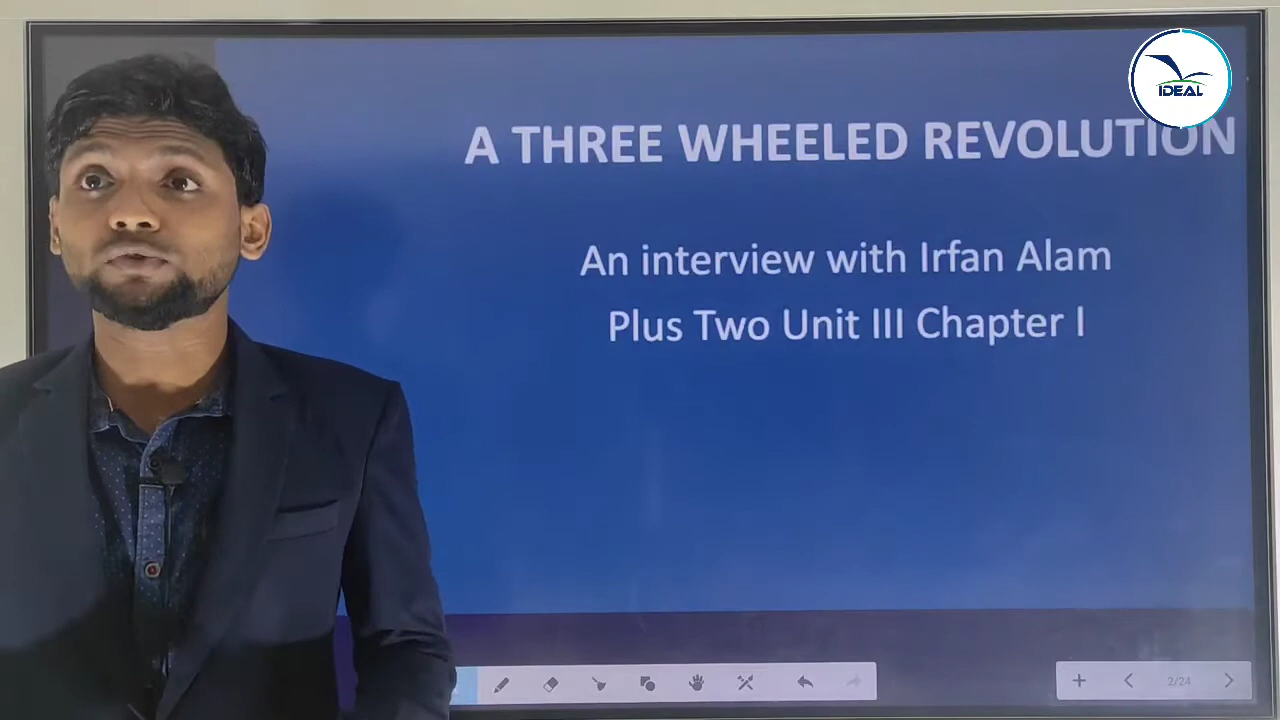 IDEAL
A THREE WHEELED REVOLUTION
An interview with Irfan Alam
Plus Two Unit III Chapter I
2/24